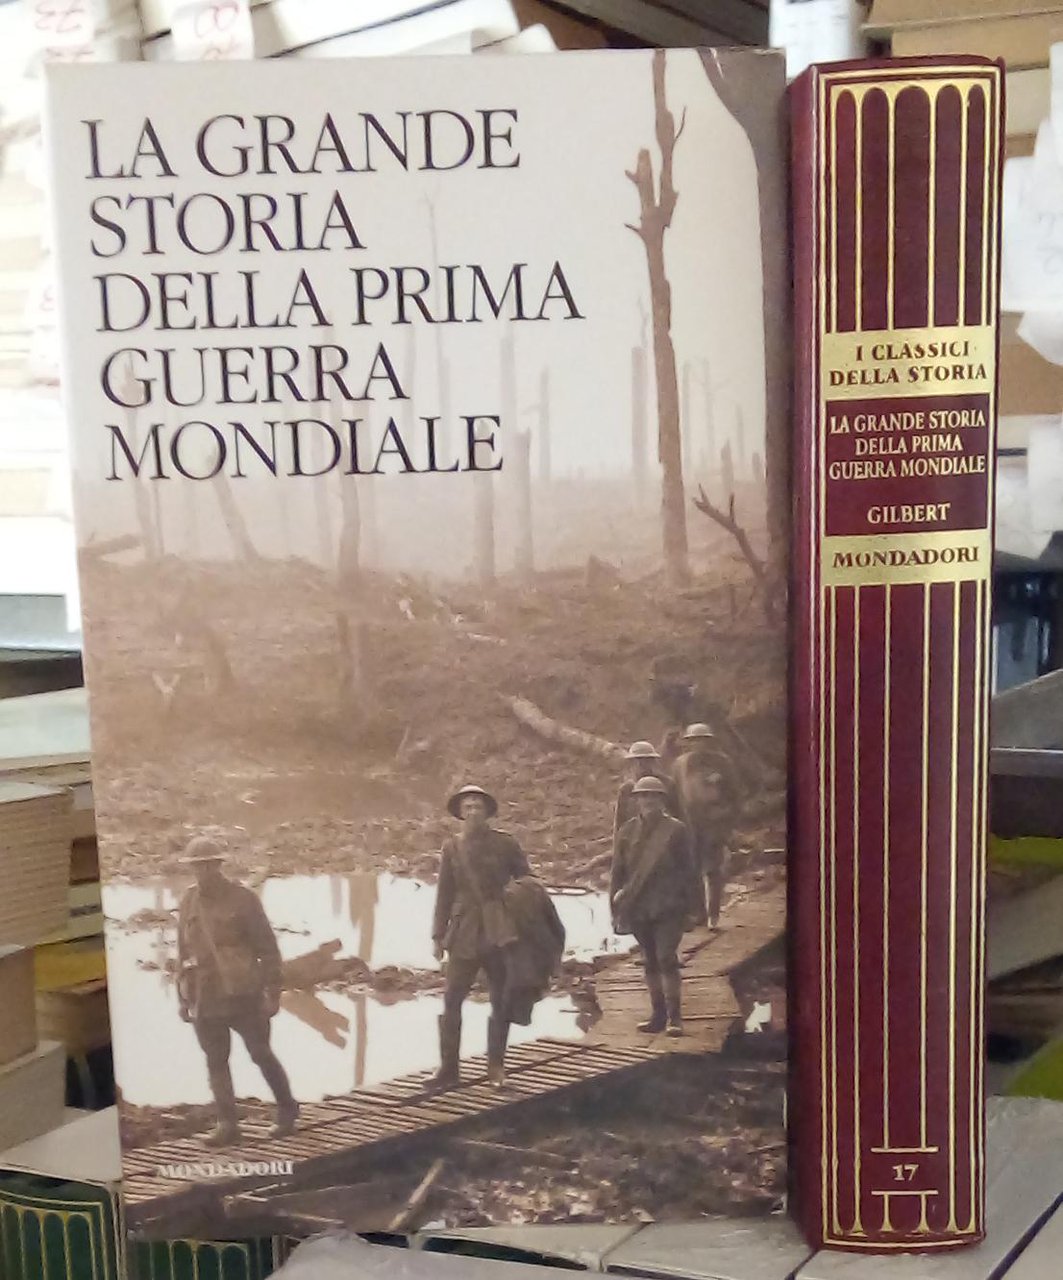 LA GRANDE
STORIA
DELLA PRIMA
GUERRA
MONDIALE
MONDADORI
I CLASSICI
DELLA STORIA
LA GRANDE STORIA
DELLA PRIMA
GUERRA MONDIALE
GILBERT
MONDADORI
17